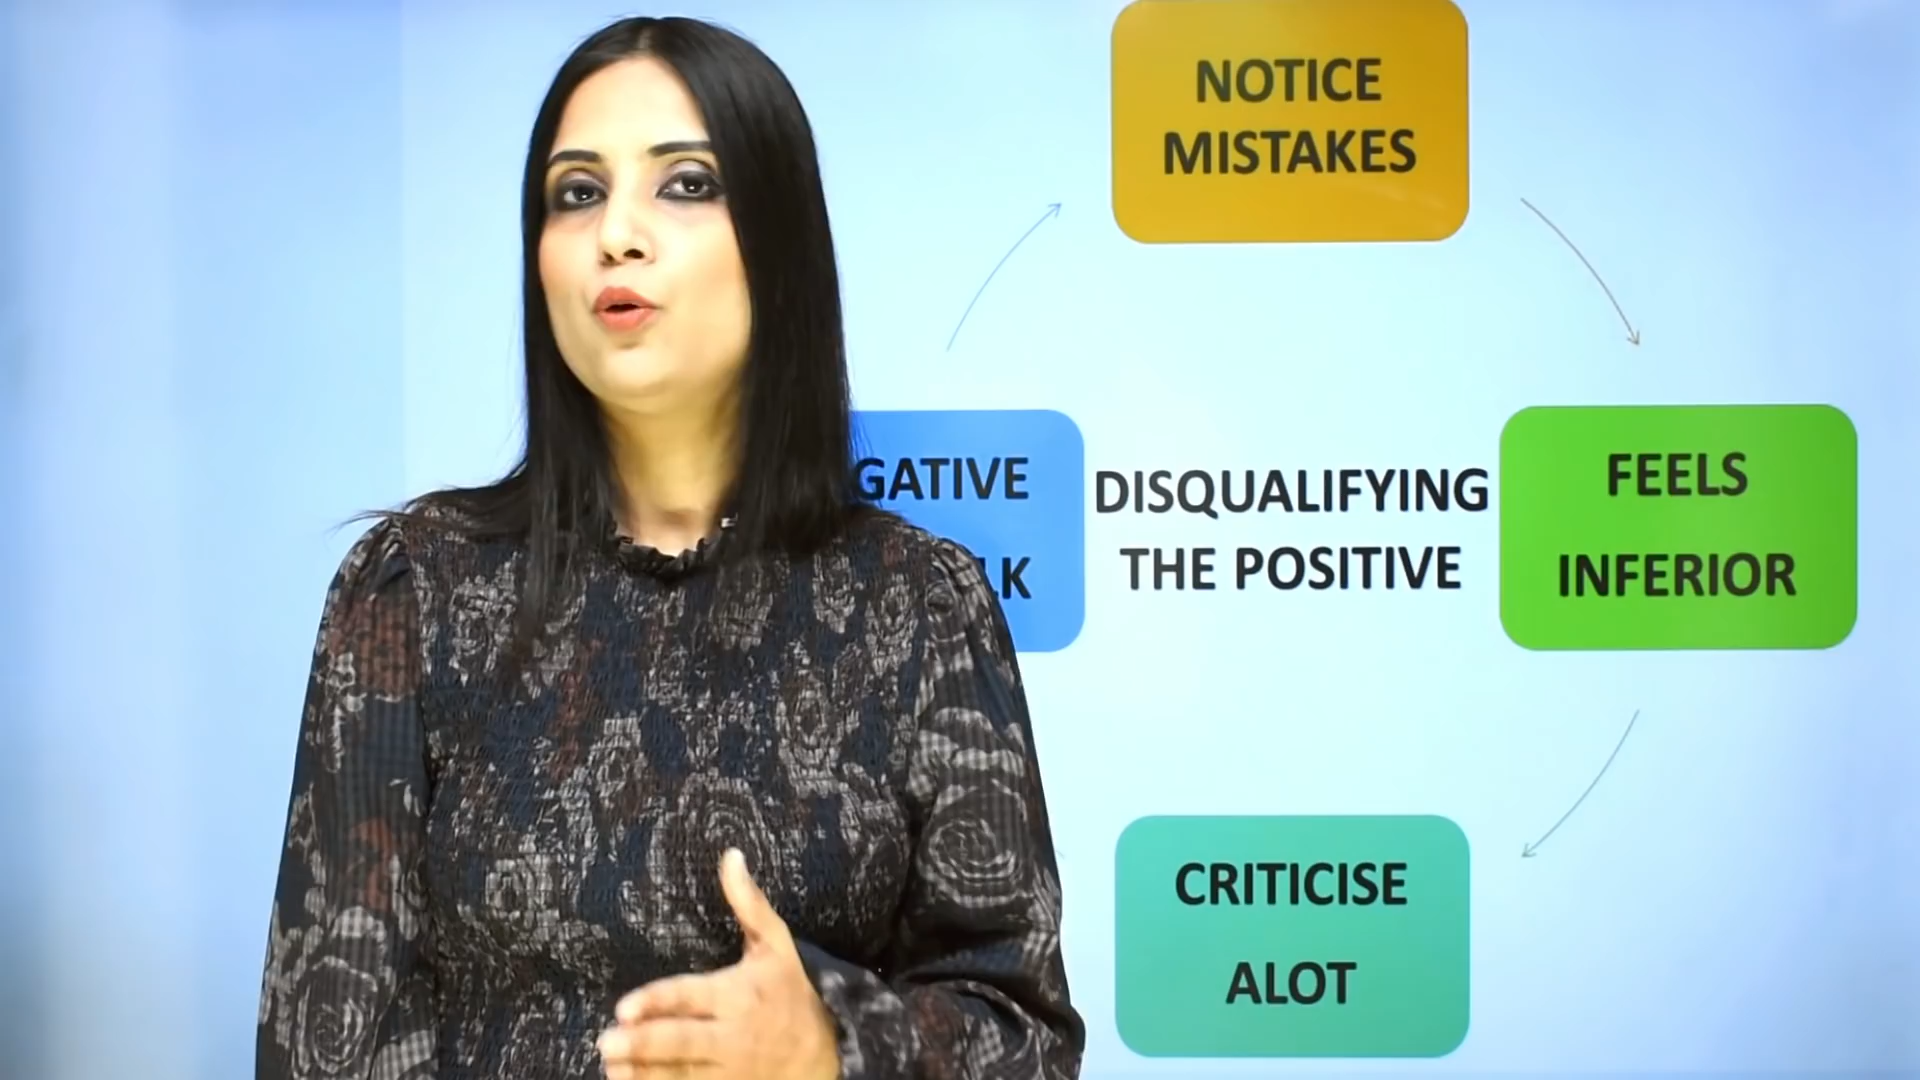 NOTICE
MISTAKES
GATIVE
LK
DISQUALIFYING
THE POSITIVE
FEELS
INFERIOR
CRITICISE
ALOT